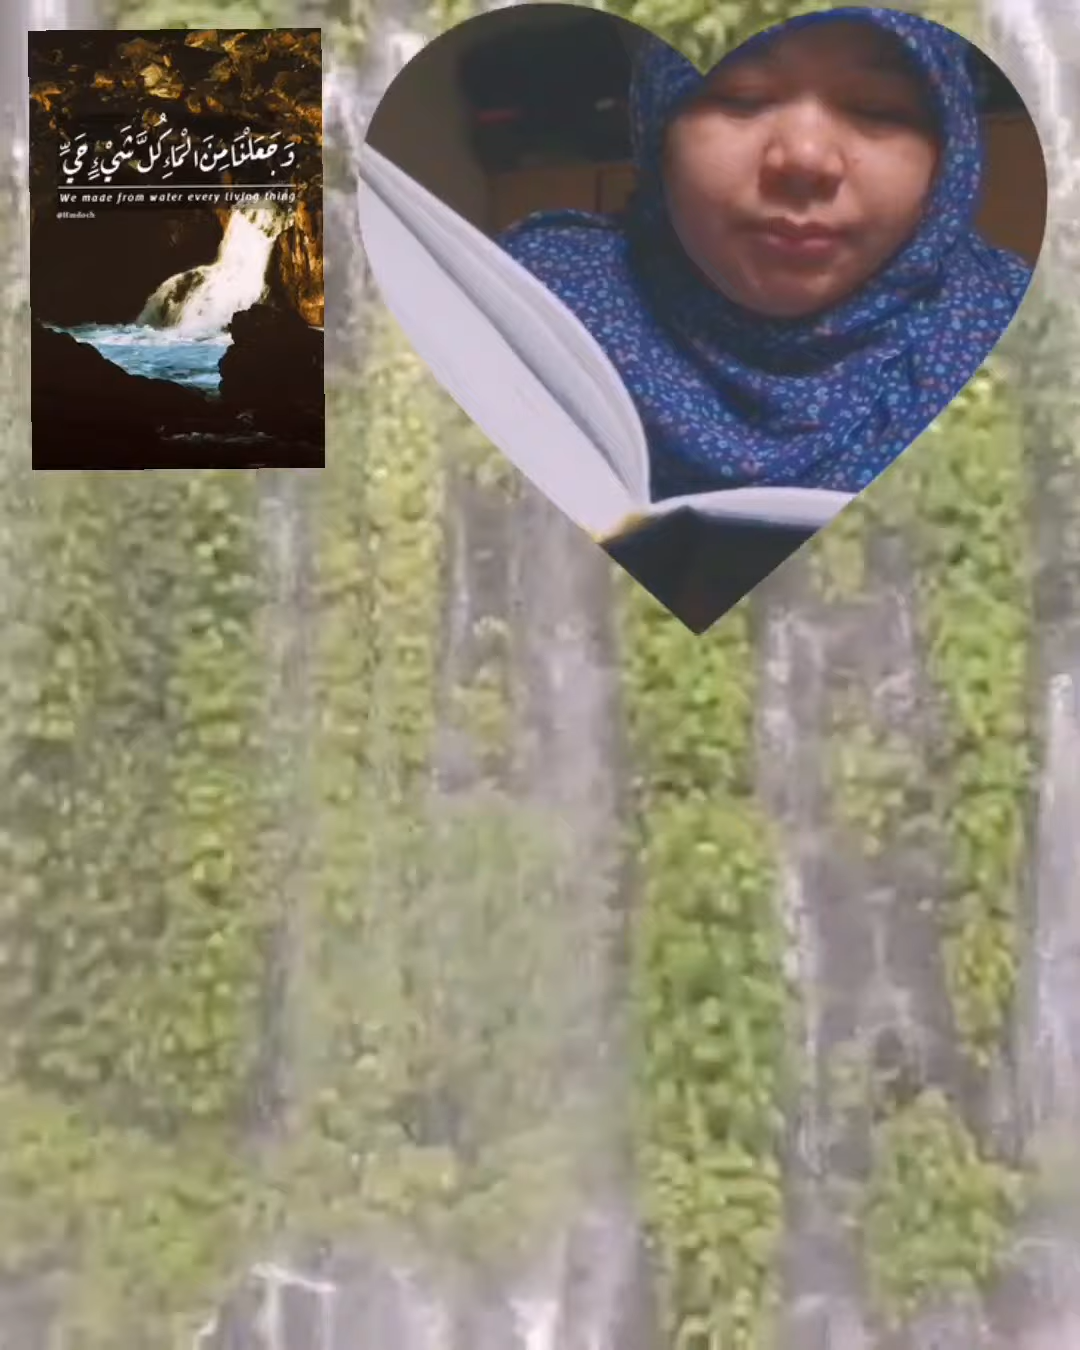 وَجَعَلْنَا مِنَ الْمَاءِ كُلَّ شَيْءٍ حَيٍّ
We made from water every living thing